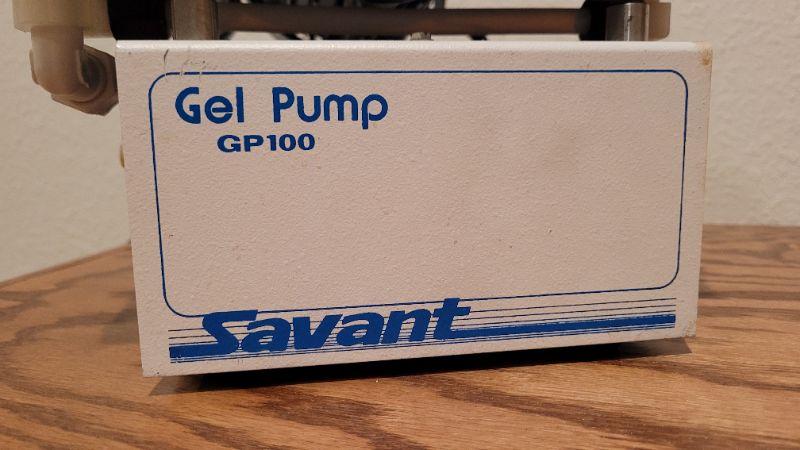 Gel Pump
GP100
Savant